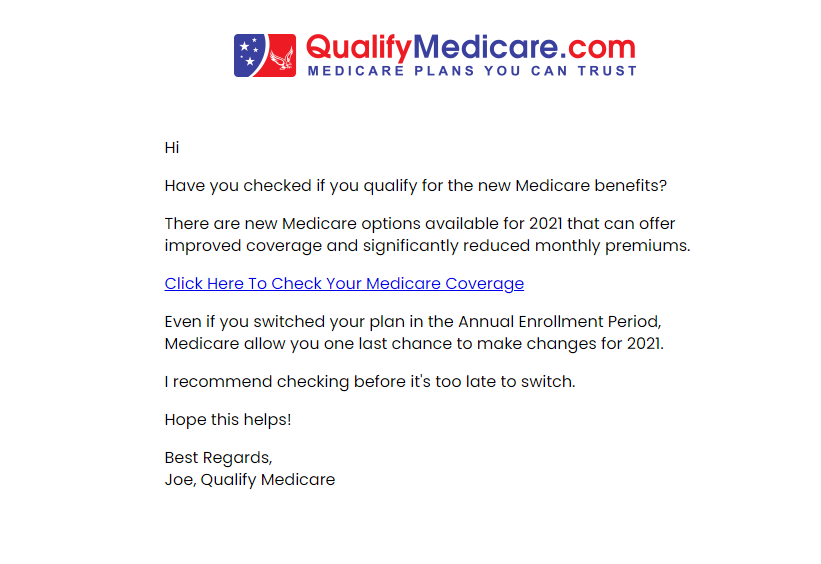 QualifyMedicare.com
MEDICARE PLANS YOU CAN TRUST
Hi
Have you checked if you qualify for the new Medicare benefits?
There are new Medicare options available for 2021 that can offer
improved coverage and significantly reduced monthly premiums.
Click Here To Check Your Medicare Coverage
Even if you switched your plan in the Annual Enrollment Period,
Medicare allow you one last chance to make changes for 2021.
I recommend checking before it's too late to switch.
Hope this helps!
Best Regards,
Joe, Qualify Medicare